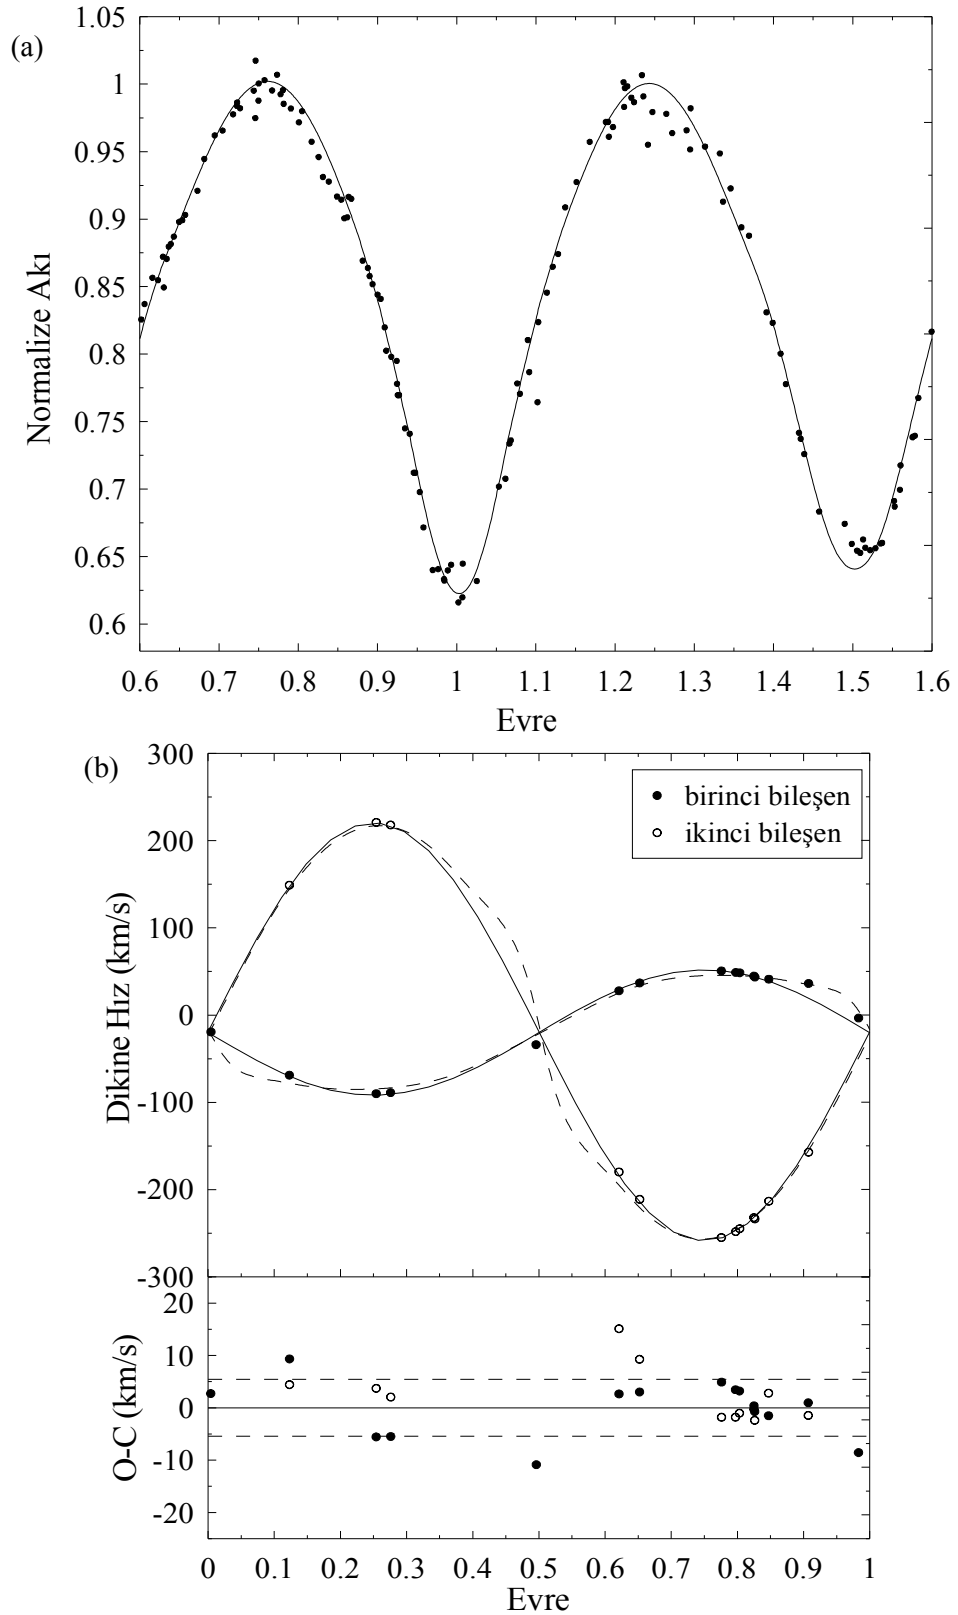 (a)
1.05
1
0.95
0.9
0.85
0.8
0.75
0.7
0.65
0.6
Normalize Akı
0.6 0.7 0.8 0.9 1 1.1 1.2 1.3 1.4 1.5 1.6
Evre
(b)
300
200
100
0
-100
-200
-300
Dikine Hız (km/s)
birinci bileşen
ikinci bileşen
20
10
0
-10
-20
O-C (km/s)
0 0.1 0.2 0.3 0.4 0.5 0.6 0.7 0.8 0.9 1
Evre